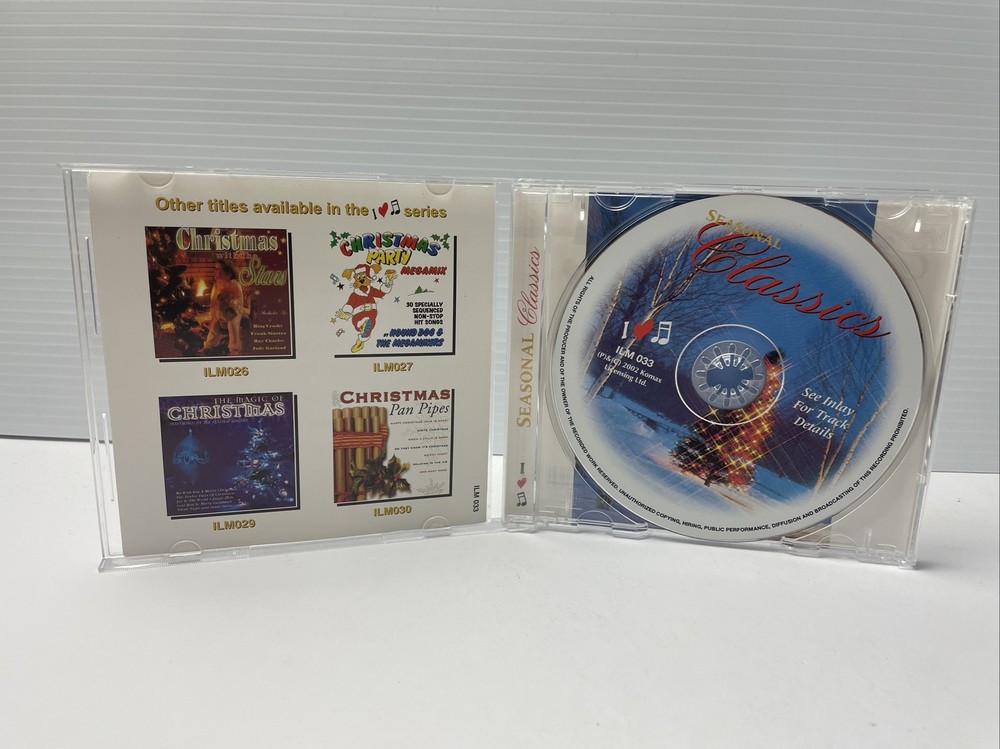 Other titles available in the I ♥ ♫ series
Christmas
with the
Stars
Bing Crosby
Frank Sinatra
Ray Charles
Judy Garland
ILM026
CHRISTMAS
PARTY
MEGAMIX
30 SPECIALLY
SEQUENCED
NON-STOP
HIT SONGS
HOUND DOG &
THE MEGAMIXERS
ILM027
THE MAGIC OF
CHRISTMAS
ILM029
CHRISTMAS
Pan Pipes
WHITE CHRISTMAS
ILM030
ILM 033
SEASONAL Classics
I ♥ ♫
SEASONAL
Classics
I ♥ ♫
ILM 033
(P)&(C) 2002 Komax
Licensing Ltd.
See Inlay
For Track
Details
ALL RIGHTS OF THE PRODUCER AND OF THE OWNER OF THE RECORDED WORK RESERVED. UNAUTHORIZED COPYING, HIRING, PUBLIC PERFORMANCE, DIFFUSION AND BROADCASTING OF THIS RECORDING PROHIBITED.